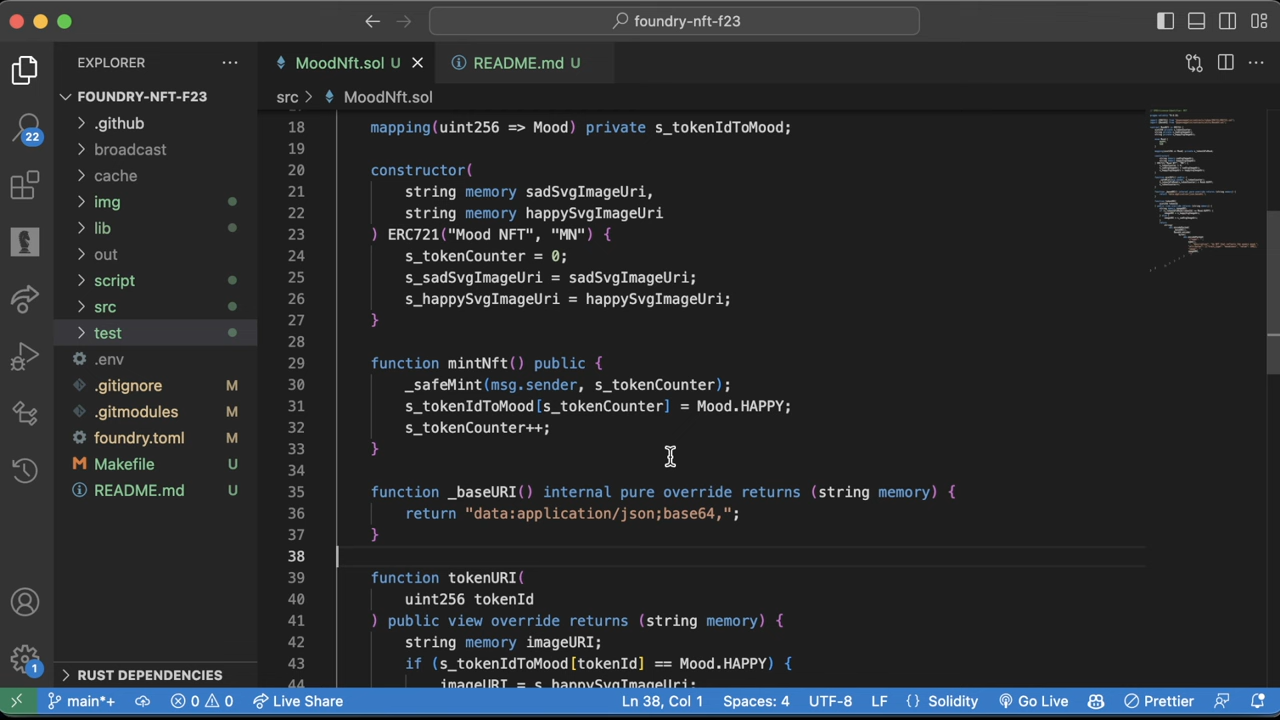 foundry-nft-f23
EXPLORER
FOUNDRY-NFT-F23
.github
broadcast
cache
img
lib
out
script
src
test
.env
.gitignore M
.gitmodules M
foundry.toml M
Makefile U
README.md U
RUST DEPENDENCIES
22
1
MoodNft.sol U
README.md U
src > MoodNft.sol
18 mapping(uint256 => Mood) private s_tokenIdToMood;
19
20 constructor(
21 string memory sadSvgImageUri,
22 string memory happySvgImageUri
23 ) ERC721("Mood NFT", "MN") {
24 s_tokenCounter = 0;
25 s_sadSvgImageUri = sadSvgImageUri;
26 s_happySvgImageUri = happySvgImageUri;
27 }
28
29 function mintNft() public {
30 _safeMint(msg.sender, s_tokenCounter);
31 s_tokenIdToMood[s_tokenCounter] = Mood.HAPPY;
32 s_tokenCounter++;
33 }
34
35 function _baseURI() internal pure override returns (string memory) {
36 return "data:application/json;base64,";
37 }
38
39 function tokenURI(
40 uint256 tokenId
41 ) public view override returns (string memory) {
42 string memory imageURI;
43 if (s_tokenIdToMood[tokenId] == Mood.HAPPY) {
44 imageURI = s_happySvgImageUri;
main*+ 0 0 Live Share Ln 38, Col 1 Spaces: 4 UTF-8 LF {} Solidity Go Live Prettier